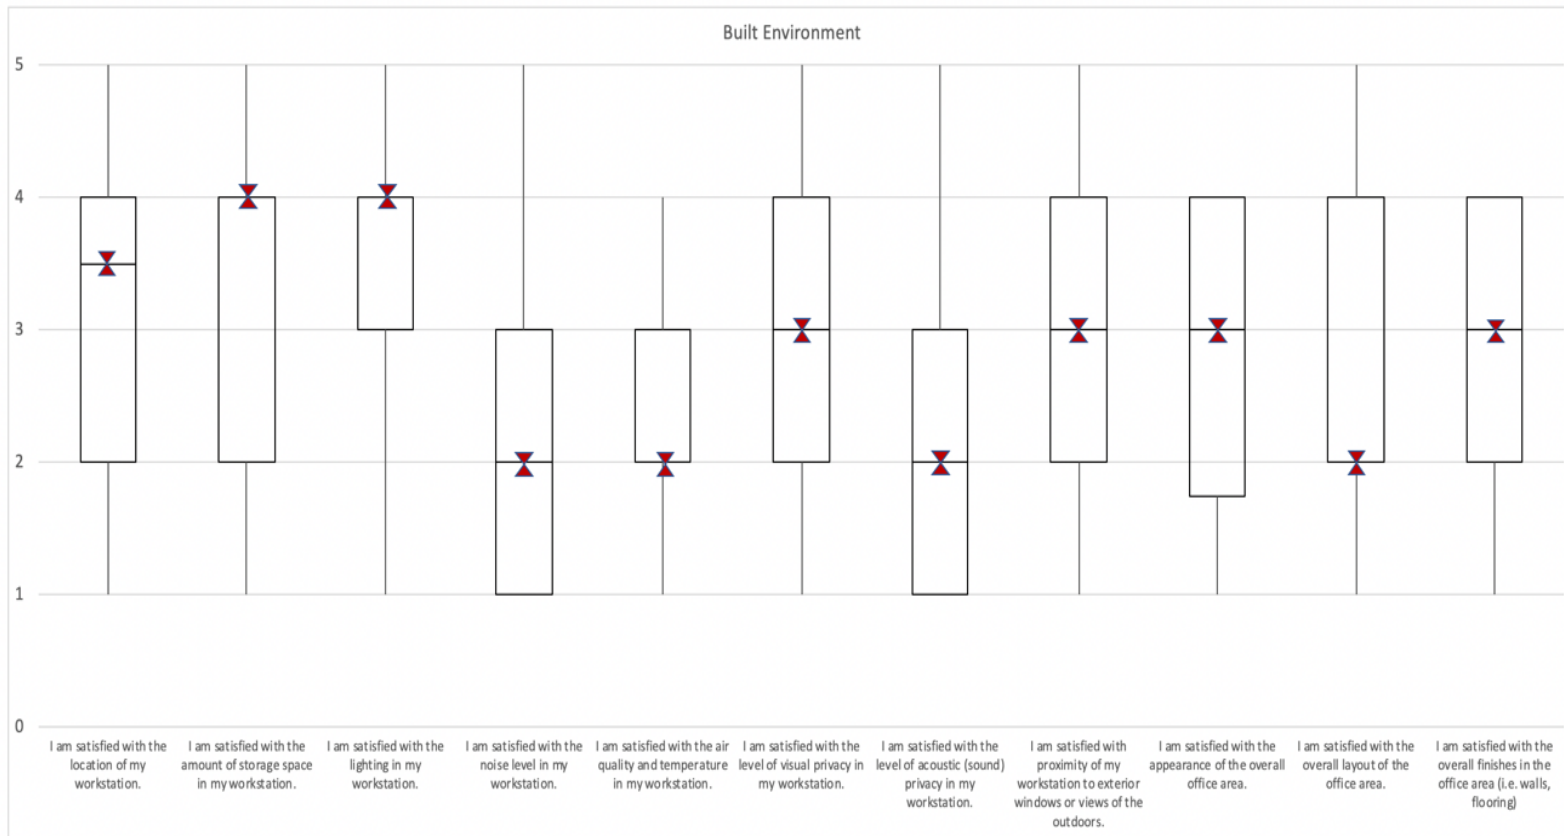 Built Environment
5
4
3
2
1
0
I am satisfied with the
location of my
workstation.
I am satisfied with the
amount of storage space
in my workstation.
I am satisfied with the
lighting in my
workstation.
I am satisfied with the
noise level in my
workstation.
I am satisfied with the air
quality and temperature
in my workstation.
I am satisfied with the
level of visual privacy in
my workstation.
I am satisfied with the
level of acoustic (sound)
privacy in my
workstation.
I am satisfied with
proximity of my
workstation to exterior
windows or views of the
outdoors.
I am satisfied with the
appearance of the overall
office area.
I am satisfied with the
overall layout of the
office area.
I am satisfied with the
overall finishes in the
office area (i.e. walls,
flooring)